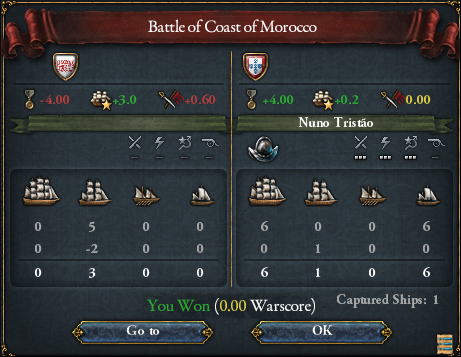 Battle of Coast of Morocco
-4.00 +3.0 +0.60 +4.00 +0.2 0.00
Nuno Tristão
0 5 0 0 6 0 0 6
0 -2 0 0 0 1 0 0
0 3 0 0 6 1 0 6
You Won (0.00 Warscore)
Captured Ships: 1
Go to OK